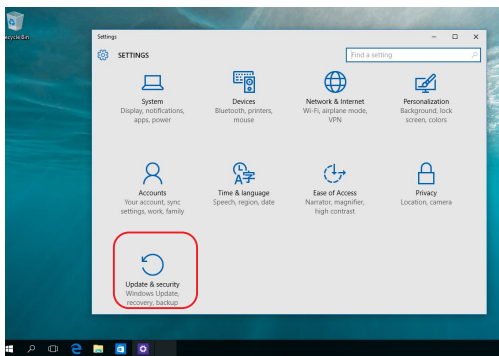 Recycle Bin
Settings
SETTINGS
Find a setting
System
Display, notifications,
apps, power
Devices
Bluetooth, printers,
mouse
Network & Internet
Wi-Fi, airplane mode,
VPN
Personalization
Background, lock
screen, colors
Accounts
Your account, sync
settings, work, family
Time & language
Speech, region, date
Ease of Access
Narrator, magnifier,
high contrast
Privacy
Location, camera
Update & security
Windows Update,
recovery, backup